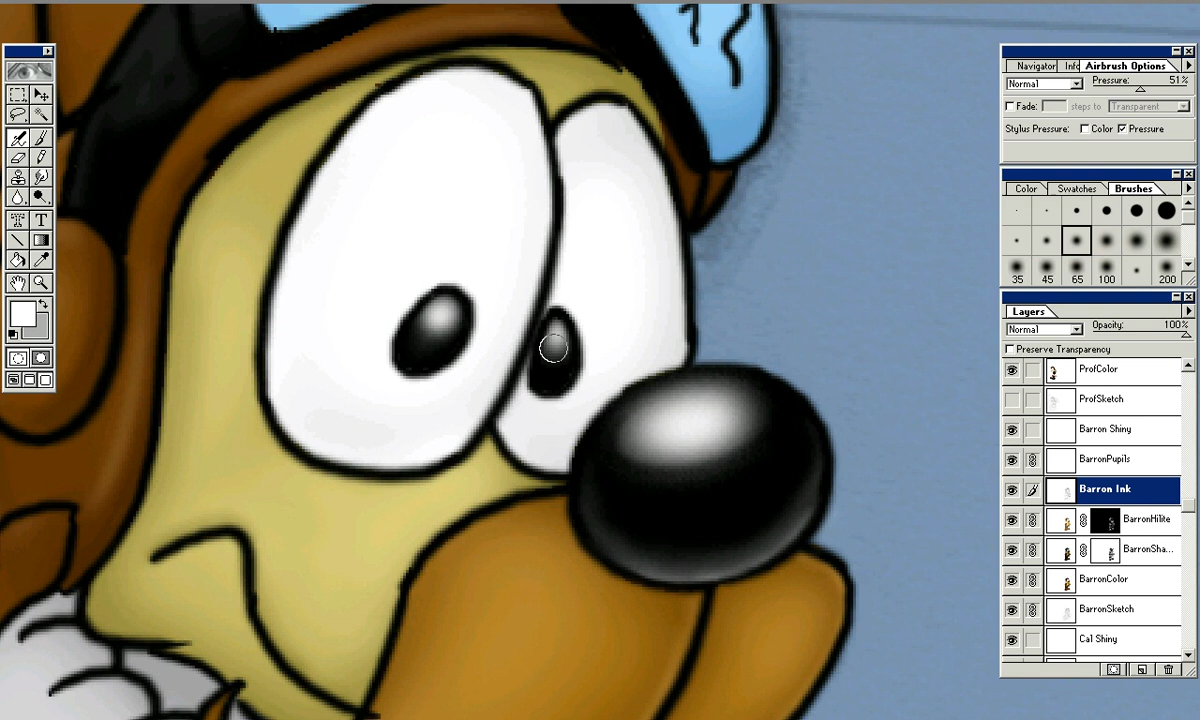 Navigator Info Airbrush Options
Normal Pressure: 51%
Fade: steps to Transparent
Stylus Pressure: Color Pressure
Color Swatches Brushes
35 45 65 100 200
Layers
Normal Opacity: 100%
Preserve Transparency
ProfColor
ProfSketch
Barron Shiny
BarronPupils
Barron Ink
BarronHilite
BarronSha...
BarronColor
BarronSketch
Cal Shiny
T T